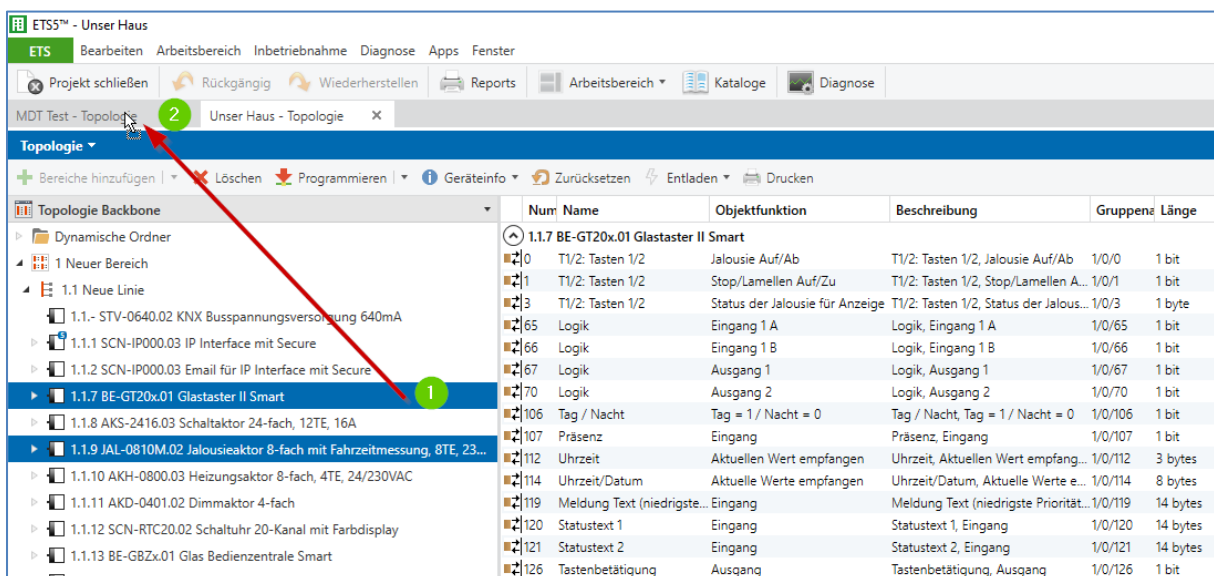 ETS5™ - Unser Haus
ETS Bearbeiten Arbeitsbereich Inbetriebnahme Diagnose Apps Fenster
Projekt schließen Rückgängig Wiederherstellen Reports Arbeitsbereich Kataloge Diagnose
MDT Test - Topologie 2 Unser Haus - Topologie ×
Topologie
Bereiche hinzufügen Löschen Programmieren Geräteinfo Zurücksetzen Entladen Drucken
Topologie Backbone
Dynamische Ordner
1 Neuer Bereich
1.1 Neue Linie
1.1.- STV-0640.02 KNX Busspannungsversorgung 640mA
1.1.1 SCN-IP000.03 IP Interface mit Secure
1.1.2 SCN-IP000.03 Email für IP Interface mit Secure
1.1.7 BE-GT20x.01 Glastaster II Smart 1
1.1.8 AKS-2416.03 Schaltaktor 24-fach, 12TE, 16A
1.1.9 JAL-0810M.02 Jalousieaktor 8-fach mit Fahrzeitmessung, 8TE, 23...
1.1.10 AKH-0800.03 Heizungsaktor 8-fach, 4TE, 24/230VAC
1.1.11 AKD-0401.02 Dimmaktor 4-fach
1.1.12 SCN-RTC20.02 Schaltuhr 20-Kanal mit Farbdisplay
1.1.13 BE-GBZx.01 Glas Bedienzentrale Smart
Num Name Objektfunktion Beschreibung Gruppena Länge
1.1.7 BE-GT20x.01 Glastaster II Smart
0 T1/2: Tasten 1/2 Jalousie Auf/Ab T1/2: Tasten 1/2, Jalousie Auf/Ab 1/0/0 1 bit
1 T1/2: Tasten 1/2 Stop/Lamellen Auf/Zu T1/2: Tasten 1/2, Stop/Lamellen A... 1/0/1 1 bit
3 T1/2: Tasten 1/2 Status der Jalousie für Anzeige T1/2: Tasten 1/2, Status der Jalous... 1/0/3 1 byte
65 Logik Eingang 1 A Logik, Eingang 1 A 1/0/65 1 bit
66 Logik Eingang 1 B Logik, Eingang 1 B 1/0/66 1 bit
67 Logik Ausgang 1 Logik, Ausgang 1 1/0/67 1 bit
70 Logik Ausgang 2 Logik, Ausgang 2 1/0/70 1 bit
106 Tag / Nacht Tag = 1 / Nacht = 0 Tag / Nacht, Tag = 1 / Nacht = 0 1/0/106 1 bit
107 Präsenz Eingang Präsenz, Eingang 1/0/107 1 bit
112 Uhrzeit Aktuellen Wert empfangen Uhrzeit, Aktuellen Wert empfang... 1/0/112 3 bytes
114 Uhrzeit/Datum Aktuelle Werte empfangen Uhrzeit/Datum, Aktuelle Werte e... 1/0/114 8 bytes
119 Meldung Text (niedrigste... Eingang Meldung Text (niedrigste Priorität... 1/0/119 14 bytes
120 Statustext 1 Eingang Statustext 1, Eingang 1/0/120 14 bytes
121 Statustext 2 Eingang Statustext 2, Eingang 1/0/121 14 bytes
126 Tastenbetätigung Ausgang Tastenbetätigung, Ausgang 1/0/126 1 bit